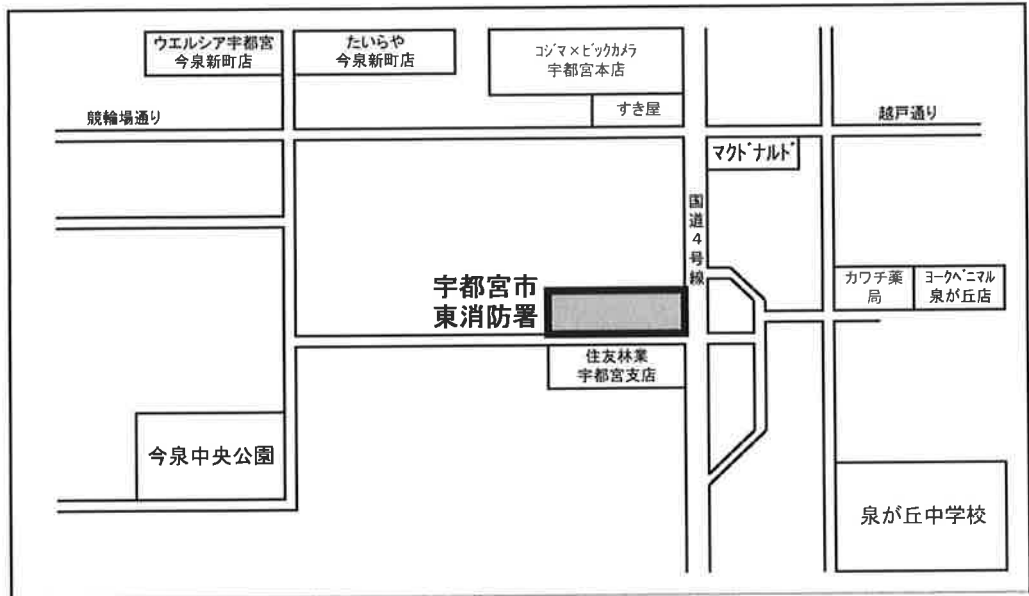 ウエルシア宇都宮
今泉新町店
たいらや
今泉新町店
コジマ×ビックカメラ
宇都宮本店
すき屋
競輪場通り
越戸通り
マクドナルド
国道4号線
カワチ薬
局
ヨークベニマル
泉が丘店
宇都宮市
東消防署
住友林業
宇都宮支店
今泉中央公園
泉が丘中学校